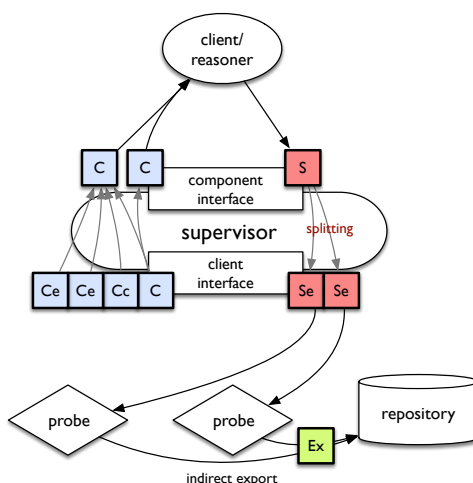 client/
reasoner
C
C
S
component
interface
supervisor
splitting
client
interface
Ce
Ce
Cc
C
Se
Se
probe
probe
Ex
repository
indirect export